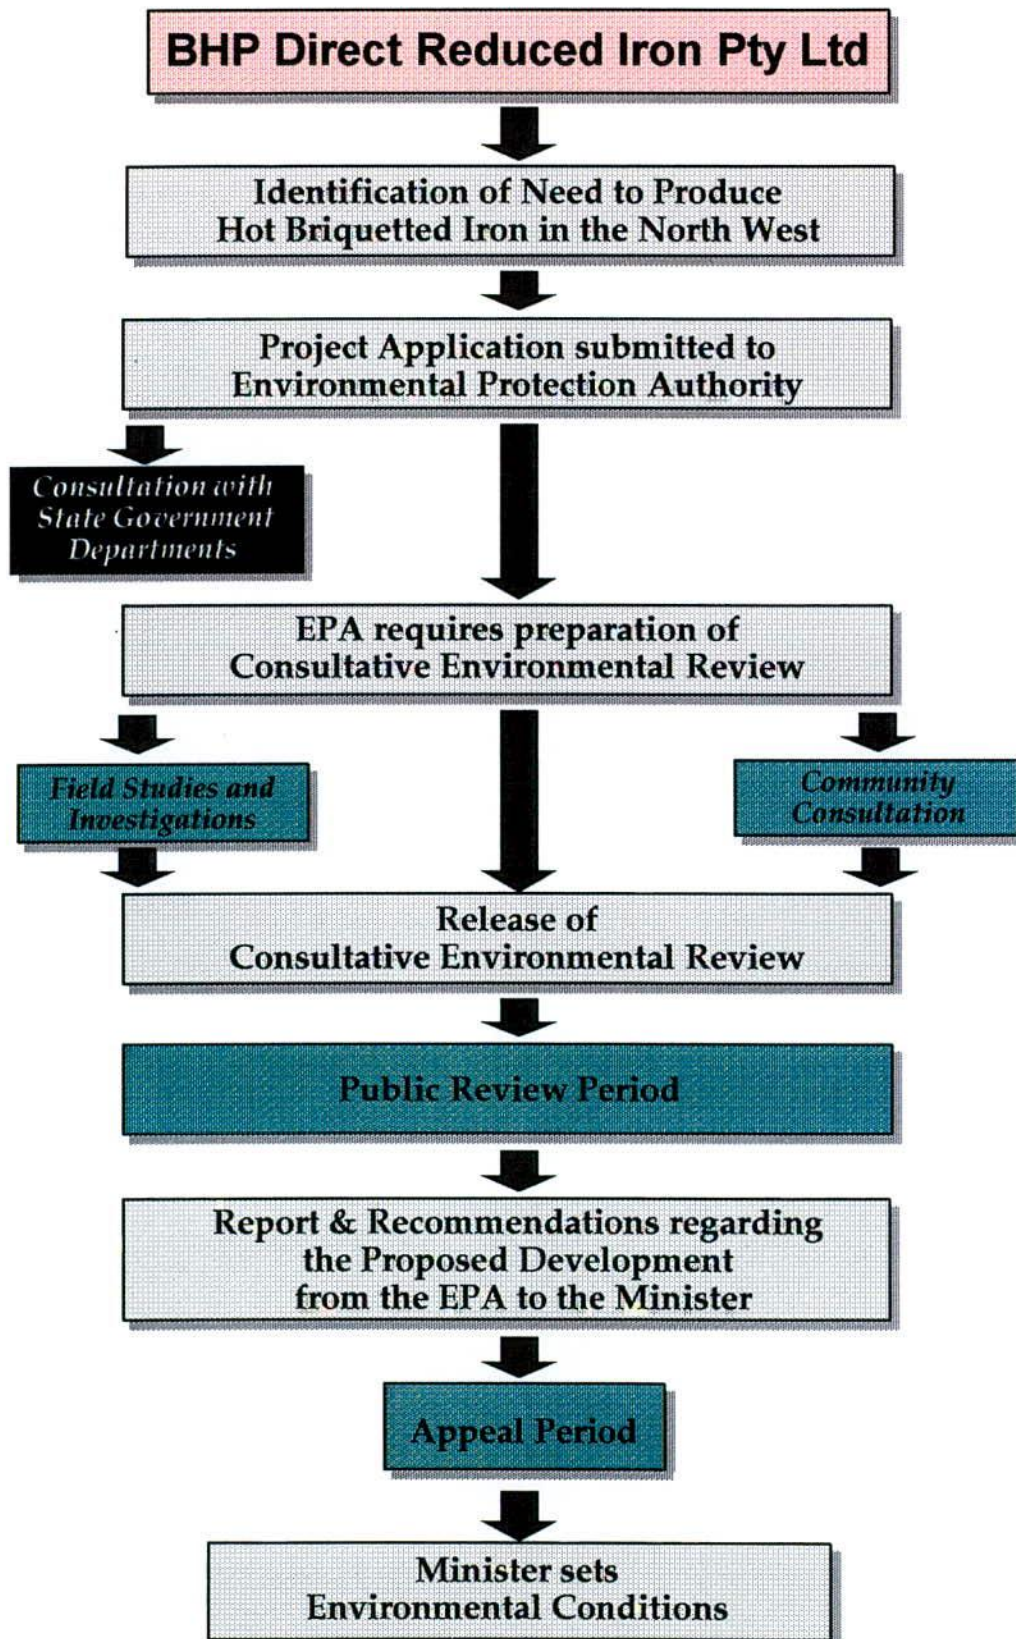 BHP Direct Reduced Iron Pty Ltd
Identification of Need to Produce
Hot Briquetted Iron in the North West
Project Application submitted to
Environmental Protection Authority
Consultation with
State Government
Departments
EPA requires preparation of
Consultative Environmental Review
Field Studies and
Investigations
Community
Consultation
Release of
Consultative Environmental Review
Public Review Period
Report & Recommendations regarding
the Proposed Development
from the EPA to the Minister
Appeal Period
Minister sets
Environmental Conditions